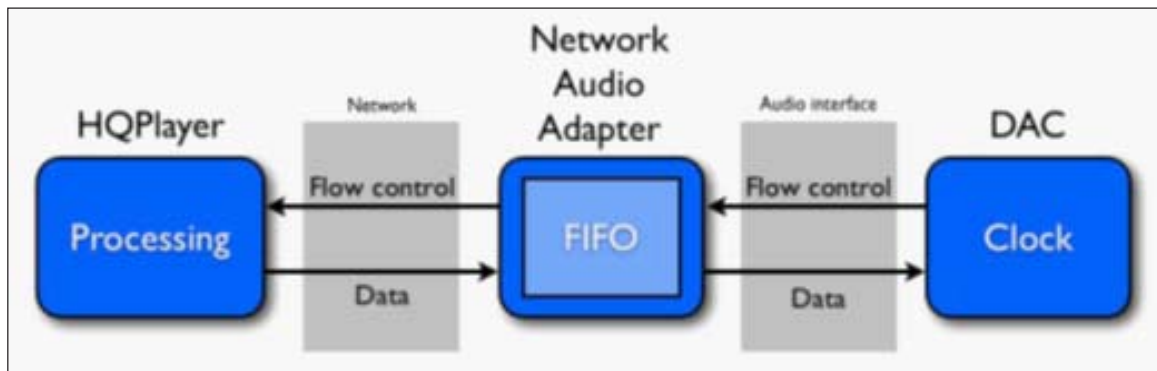 HQPlayer
Processing
Network
Flow control
Data
Network
Audio
Adapter
FIFO
Audio interface
Flow control
Data
DAC
Clock